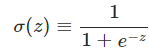 σ(z) ≡ 1 / (1 + e^{-z})